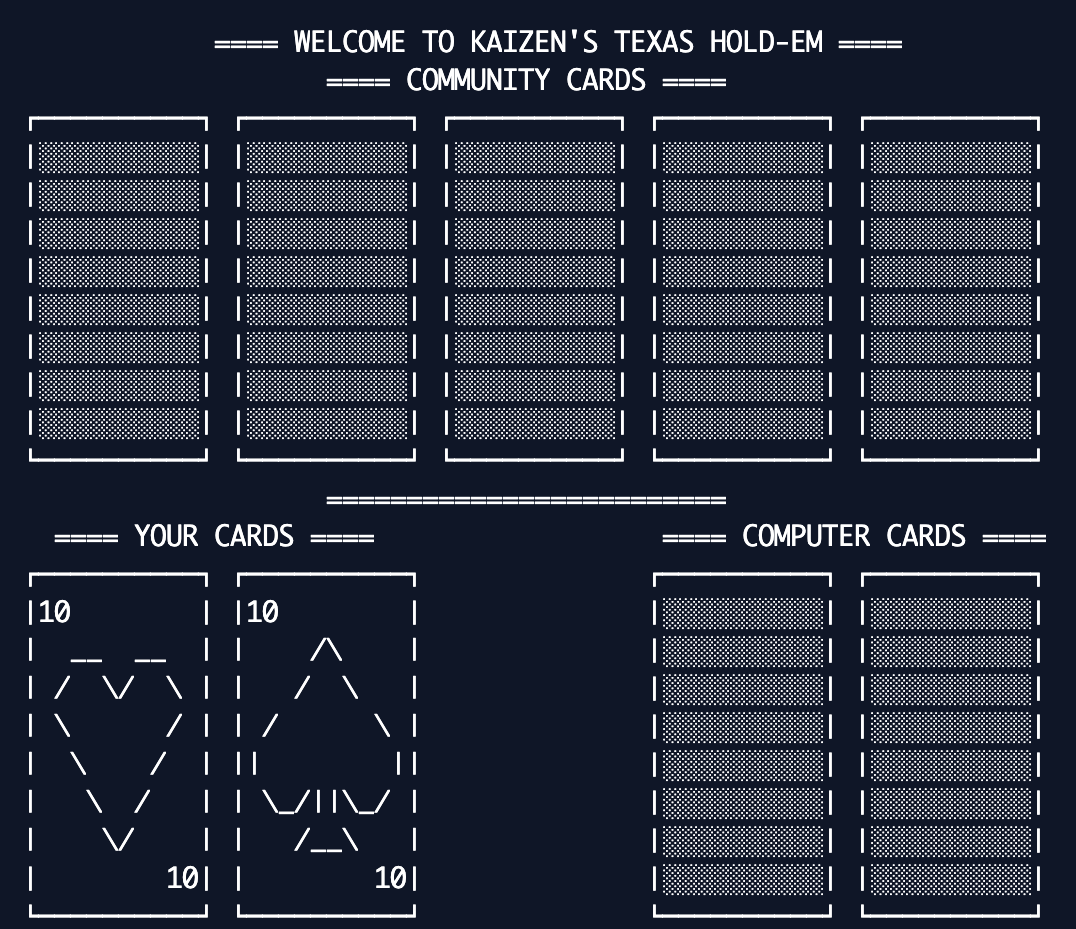 ==== WELCOME TO KAIZEN'S TEXAS HOLD-EM ====
==== COMMUNITY CARDS ====
=========================
==== YOUR CARDS ==== ==== COMPUTER CARDS ====
10 10
10 10